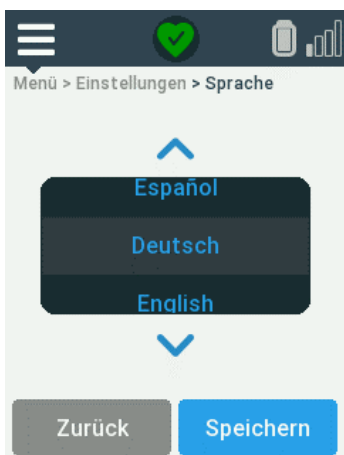 Menü > Einstellungen > Sprache
Español
Deutsch
English
Zurück Speichern